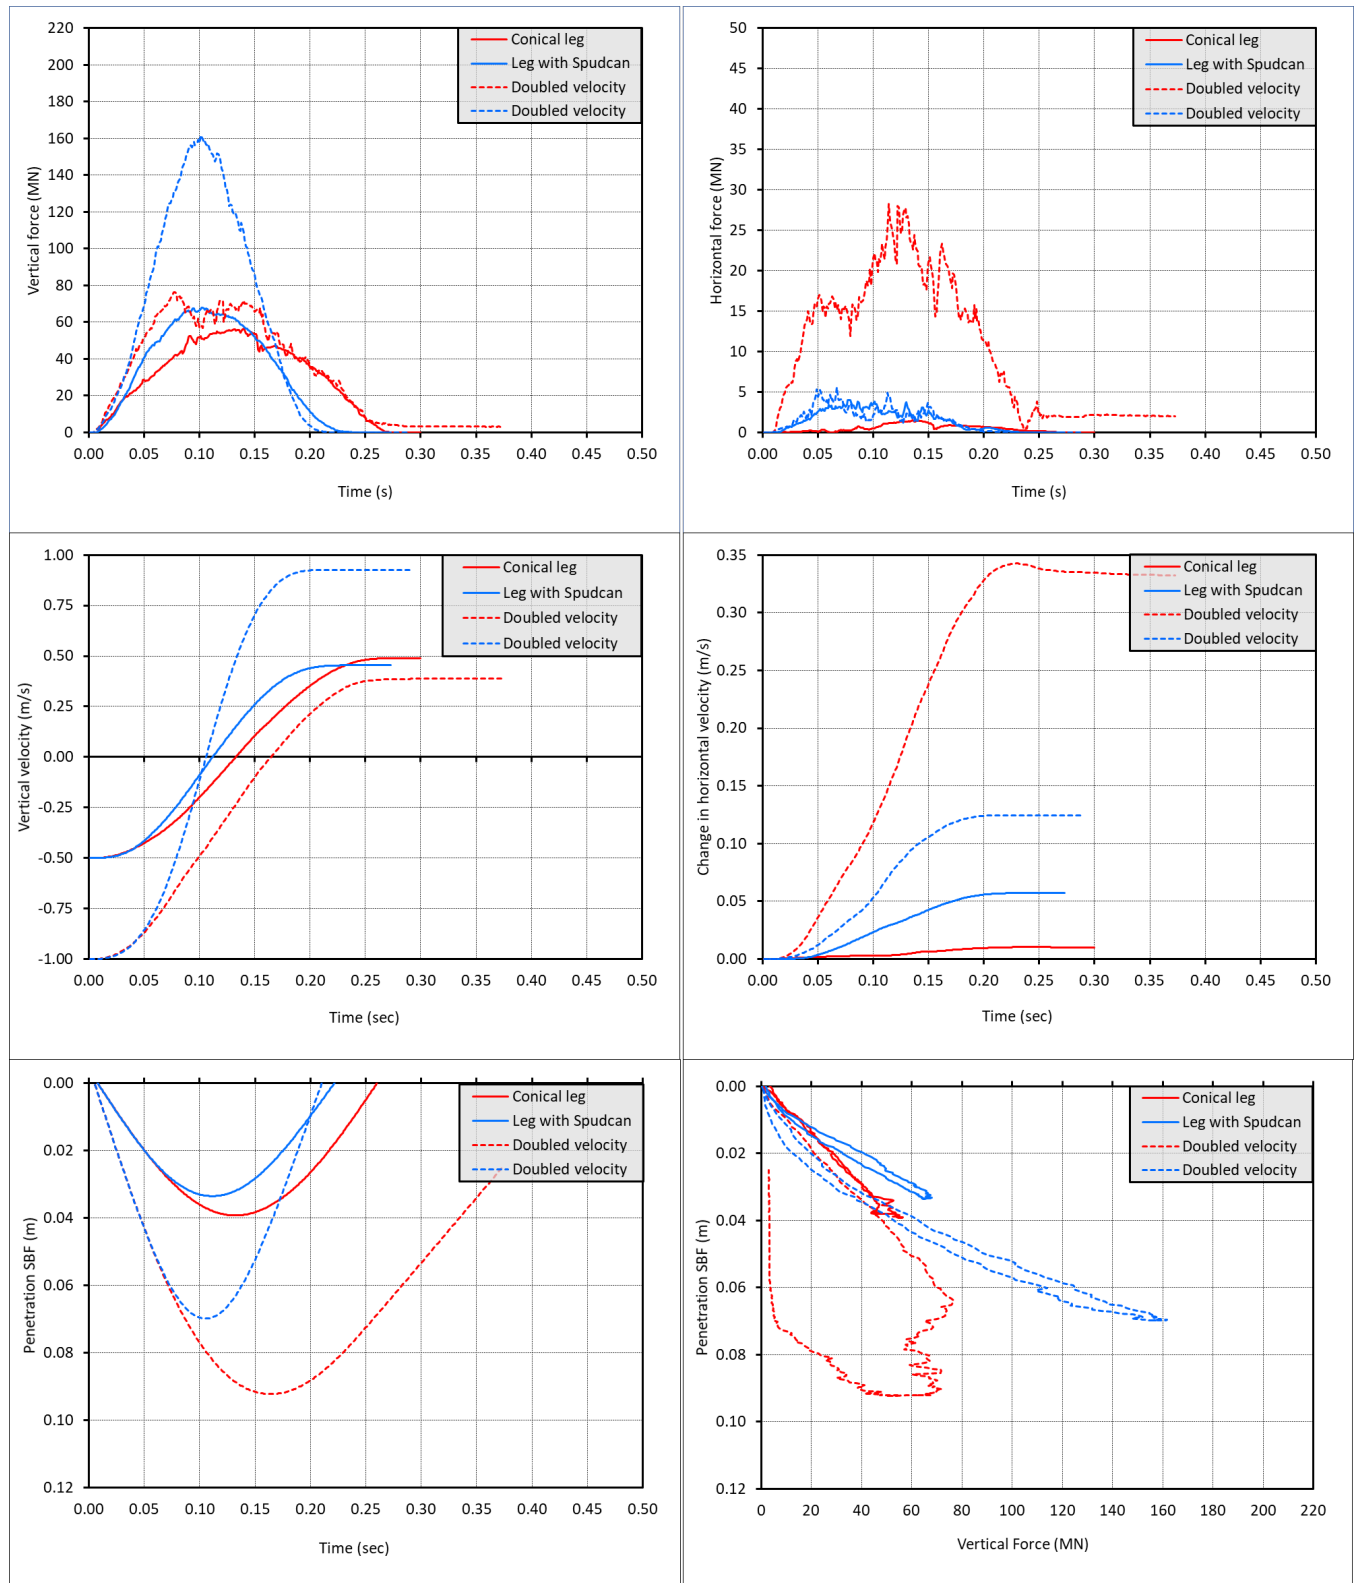 220
200
180
160
140
120
100
80
60
40
20
0
Vertical force (MN)
0.00 0.05 0.10 0.15 0.20 0.25 0.30 0.35 0.40 0.45 0.50
Time (s)
Conical leg
Leg with Spudcan
Doubled velocity
Doubled velocity
50
45
40
35
30
25
20
15
10
5
0
Horizontal force (MN)
0.00 0.05 0.10 0.15 0.20 0.25 0.30 0.35 0.40 0.45 0.50
Time (s)
Conical leg
Leg with Spudcan
Doubled velocity
Doubled velocity
1.00
0.75
0.50
0.25
0.00
-0.25
-0.50
-0.75
-1.00
Vertical velocity (m/s)
0.00 0.05 0.10 0.15 0.20 0.25 0.30 0.35 0.40 0.45 0.50
Time (sec)
Conical leg
Leg with Spudcan
Doubled velocity
Doubled velocity
0.35
0.30
0.25
0.20
0.15
0.10
0.05
0.00
Change in horizontal velocity (m/s)
0.00 0.05 0.10 0.15 0.20 0.25 0.30 0.35 0.40 0.45 0.50
Time (sec)
Conical leg
Leg with Spudcan
Doubled velocity
Doubled velocity
0.00
0.02
0.04
0.06
0.08
0.10
0.12
Penetration SBF (m)
0.00 0.05 0.10 0.15 0.20 0.25 0.30 0.35 0.40 0.45 0.50
Time (sec)
Conical leg
Leg with Spudcan
Doubled velocity
Doubled velocity
0.00
0.02
0.04
0.06
0.08
0.10
0.12
Penetration SBF (m)
0 20 40 60 80 100 120 140 160 180 200 220
Vertical Force (MN)
Conical leg
Leg with Spudcan
Doubled velocity
Doubled velocity